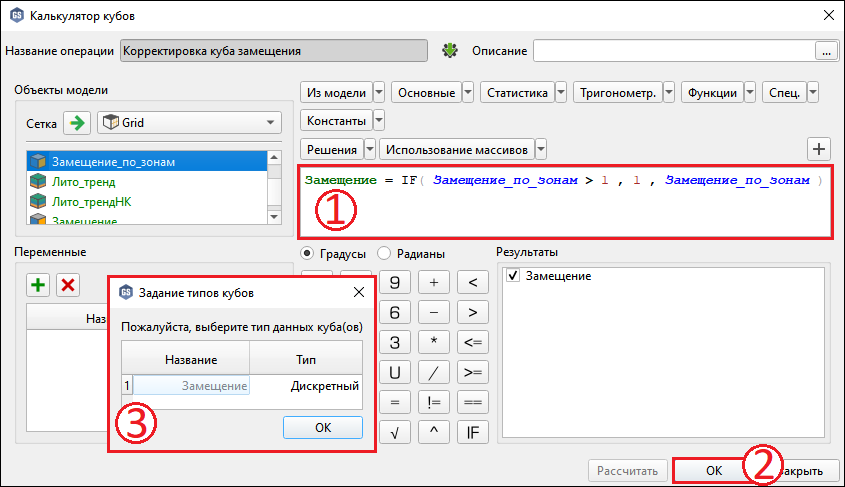 Калькулятор кубов
Название операции Корректировка куба замещения Описание ...
Объекты модели
Из модели Основные Статистика Тригонометр. Функции Спец.
Сетка Grid
Константы
Решения Использование массивов
Замещение_по_зонам
Лито_тренд
Лито_трендНК
Замещение
Замещение = IF( Замещение_по_зонам > 1 , 1 , Замещение_по_зонам )
1
Переменные
Градусы Радианы
Результаты
Замещение
Наз
9 + <
6 - >
3 * <=
U / >=
= != ==
√ ^ IF
GS Задание типов кубов
Пожалуйста, выберите тип данных куба(ов)
Название Тип
1 Замещение Дискретный
OK
3
Рассчитать OK Закрыть
2